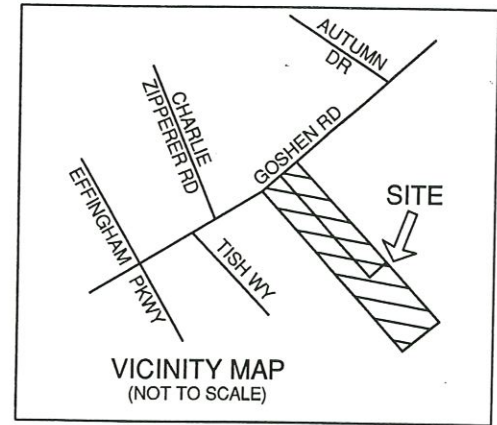 AUTUMN
DR
CHARLIE
ZIPPERER RD
GOSHEN RD
SITE
EFFINGHAM
PKWY
TISH WY
VICINITY MAP
(NOT TO SCALE)